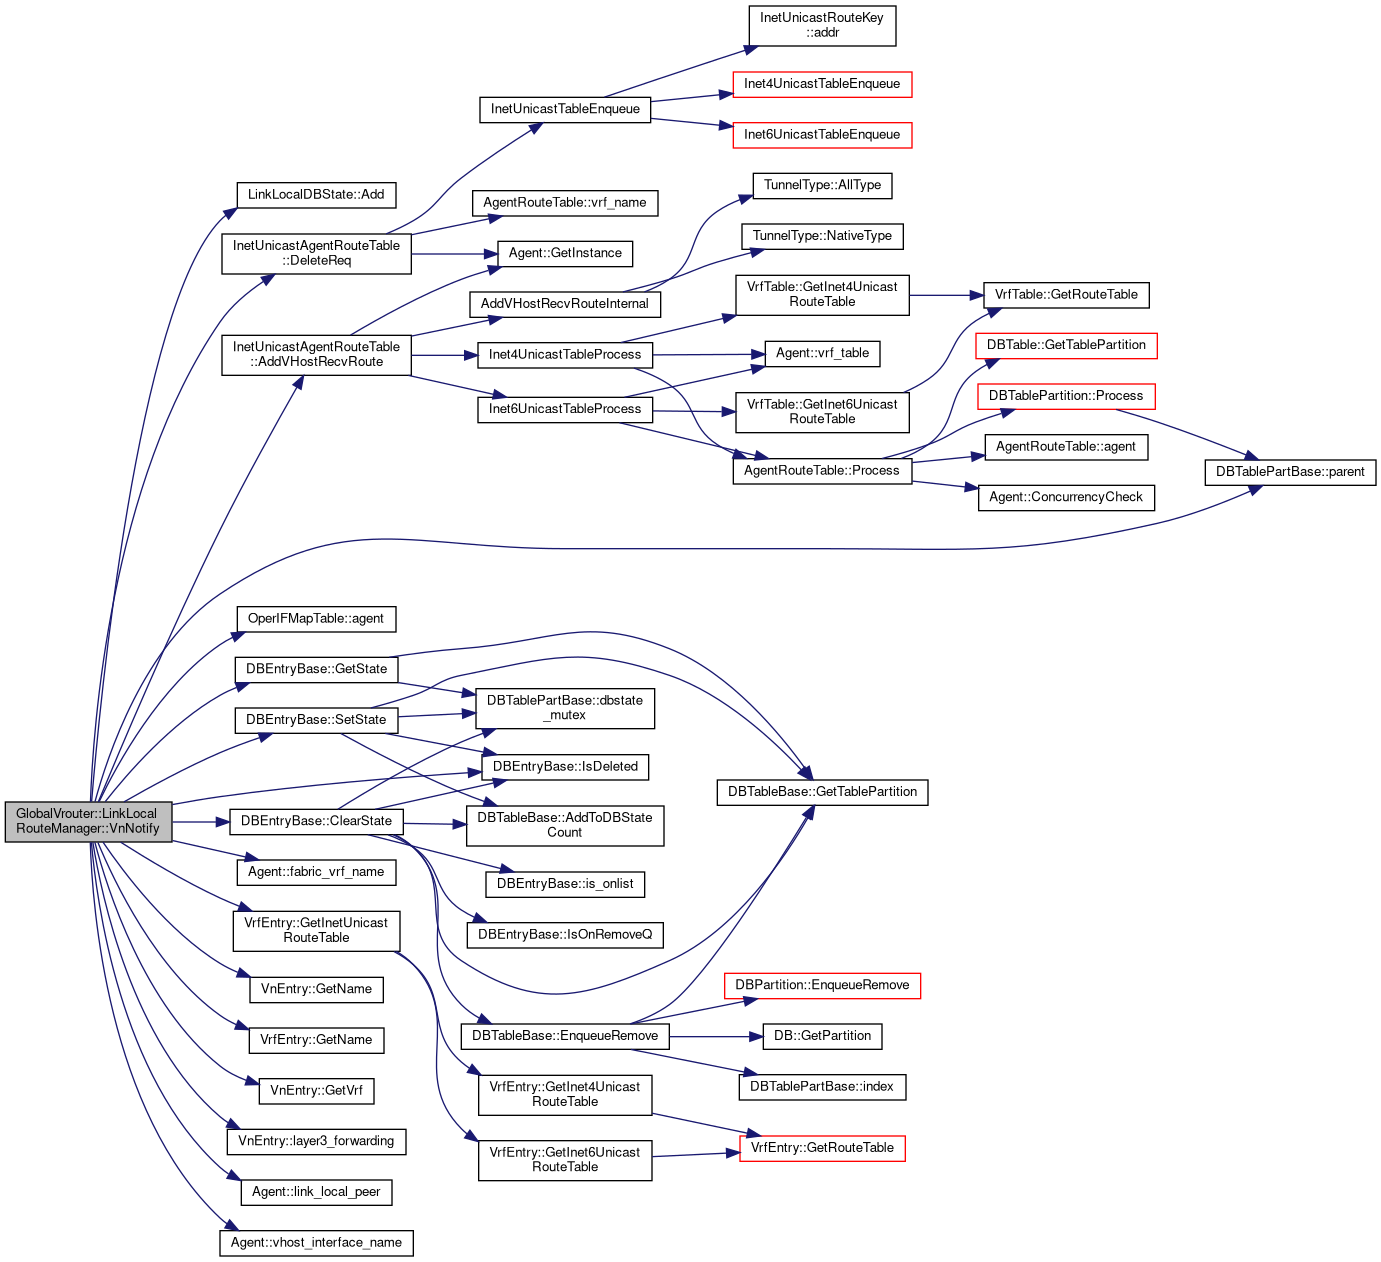 InetUnicastRouteKey
::addr
Inet4UnicastTableEnqueue
InetUnicastTableEnqueue
Inet6UnicastTableEnqueue
TunnelType::AllType
LinkLocalDBState::Add
AgentRouteTable::vrf_name
TunnelType::NativeType
InetUnicastAgentRouteTable
::DeleteReq
Agent::GetInstance
VrfTable::GetInet4Unicast
RouteTable
VrfTable::GetRouteTable
AddVHostRecvRouteInternal
DBTable::GetTablePartition
InetUnicastAgentRouteTable
::AddVHostRecvRoute
Inet4UnicastTableProcess
Agent::vrf_table
DBTablePartition::Process
Inet6UnicastTableProcess
VrfTable::GetInet6Unicast
RouteTable
AgentRouteTable::agent
AgentRouteTable::Process
DBTablePartBase::parent
Agent::ConcurrencyCheck
OperIFMapTable::agent
DBEntryBase::GetState
DBTablePartBase::dbstate
_mutex
DBEntryBase::SetState
DBEntryBase::IsDeleted
DBTableBase::GetTablePartition
GlobalVrouter::LinkLocal
RouteManager::VnNotify
DBEntryBase::ClearState
DBTableBase::AddToDBState
Count
Agent::fabric_vrf_name
DBEntryBase::is_onlist
VrfEntry::GetInetUnicast
RouteTable
DBEntryBase::IsOnRemoveQ
VnEntry::GetName
DBPartition::EnqueueRemove
VrfEntry::GetName
DBTableBase::EnqueueRemove
DB::GetPartition
VnEntry::GetVrf
VrfEntry::GetInet4Unicast
RouteTable
DBTablePartBase::index
VnEntry::layer3_forwarding
VrfEntry::GetInet6Unicast
RouteTable
VrfEntry::GetRouteTable
Agent::link_local_peer
Agent::vhost_interface_name